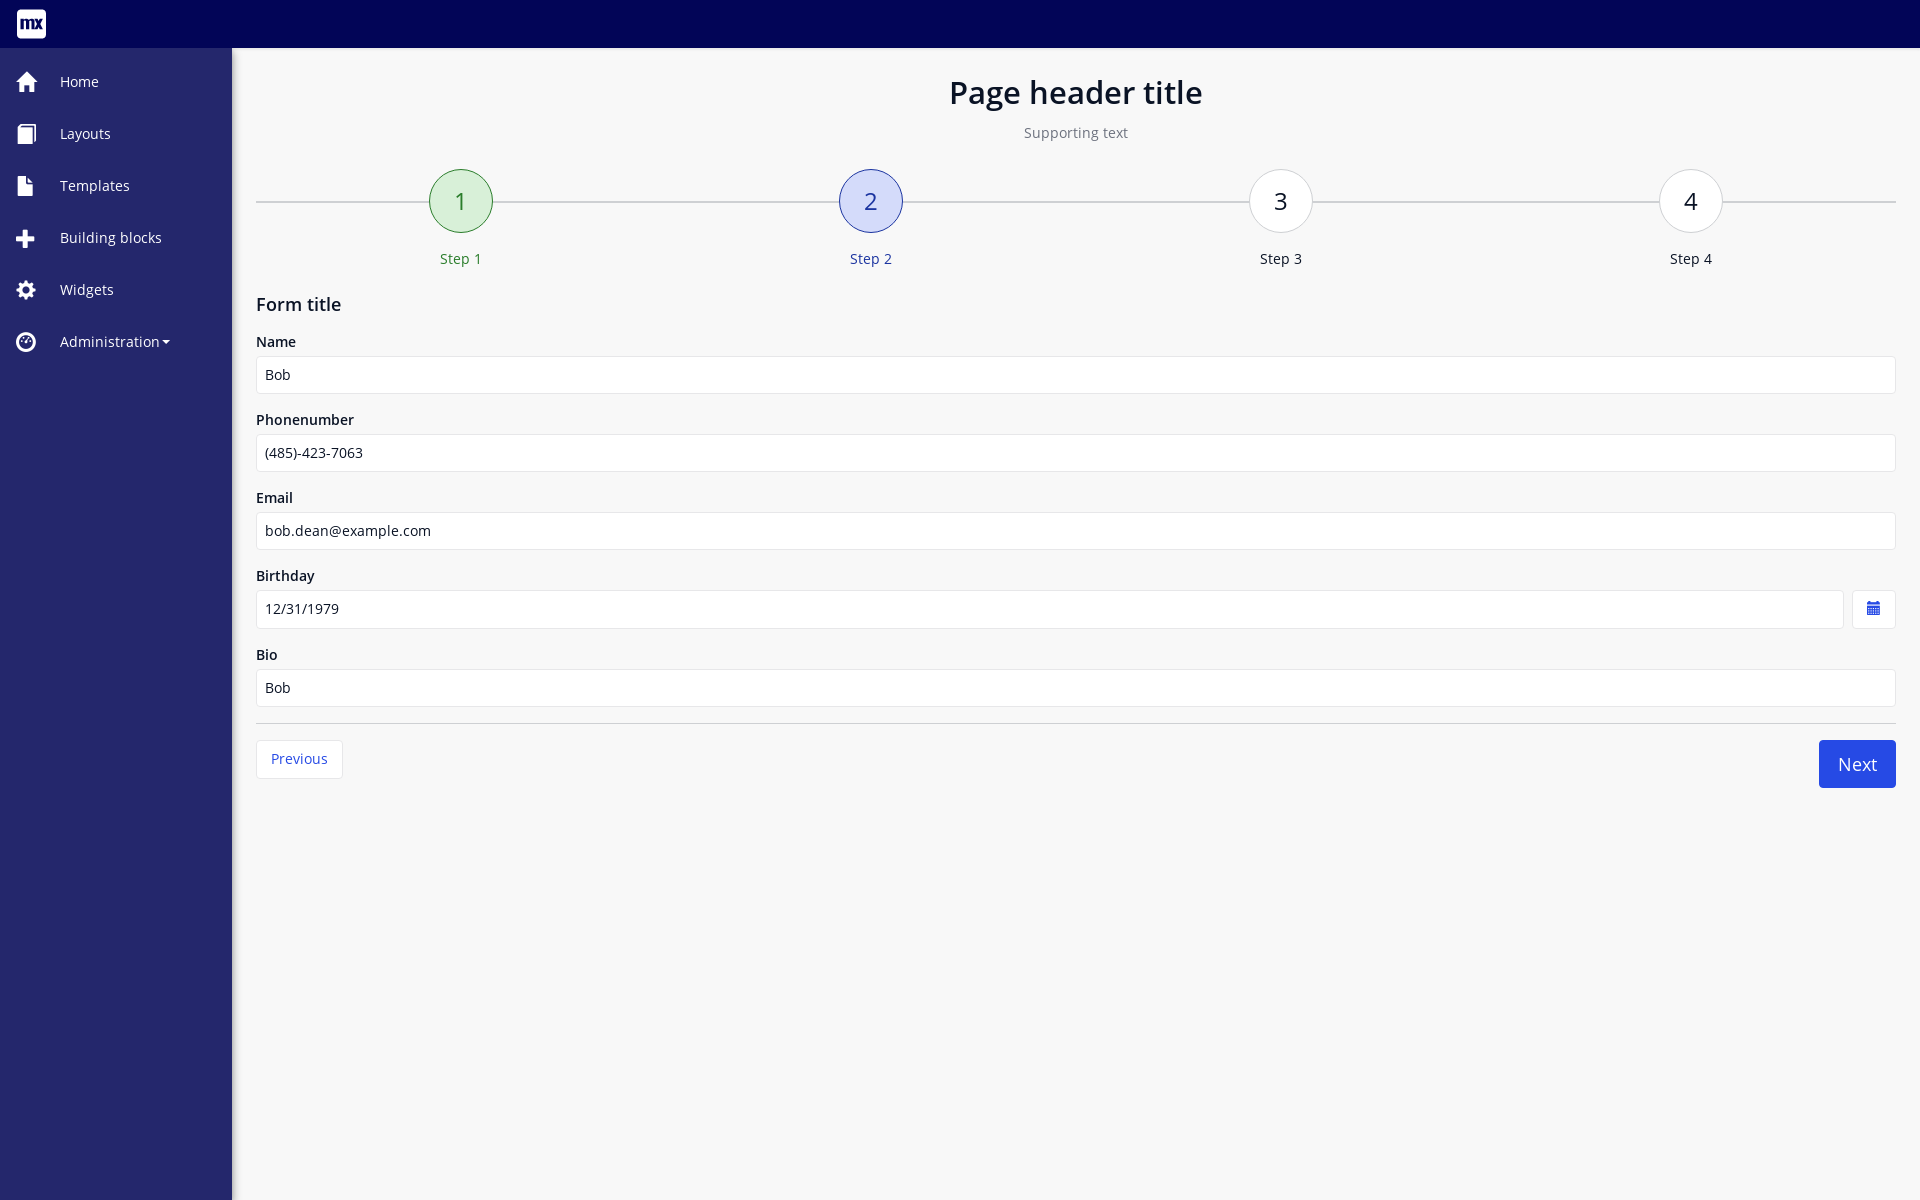 mx
Home
Layouts
Templates
Building blocks
Widgets
Administration
Page header title
Supporting text
1
2
3
4
Step 1
Step 2
Step 3
Step 4
Form title
Name
Bob
Phonenumber
(485)-423-7063
Email
bob.dean@example.com
Birthday
12/31/1979
Bio
Bob
Previous
Next